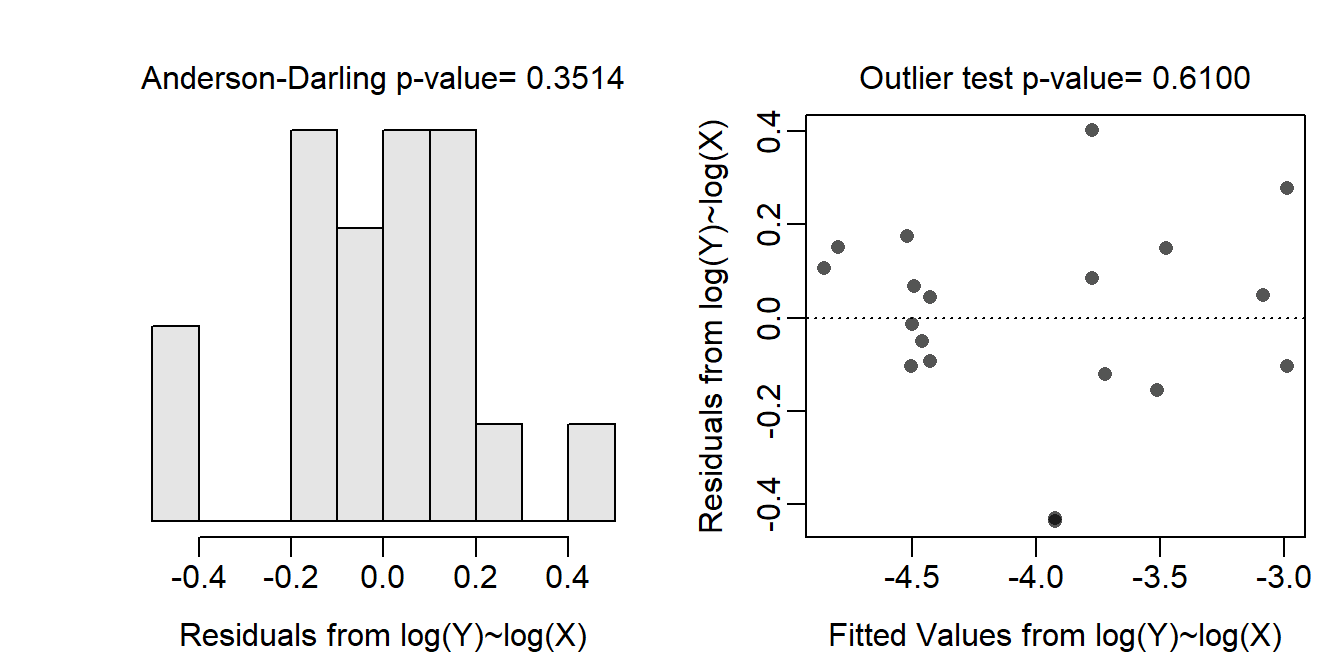 Anderson-Darling p-value= 0.3514
-0.4 -0.2 0.0 0.2 0.4
Residuals from log(Y)~log(X)
Outlier test p-value= 0.6100
Residuals from log(Y)~log(X)
0.4
0.2
0.0
-0.2
-0.4
-4.5 -4.0 -3.5 -3.0
Fitted Values from log(Y)~log(X)